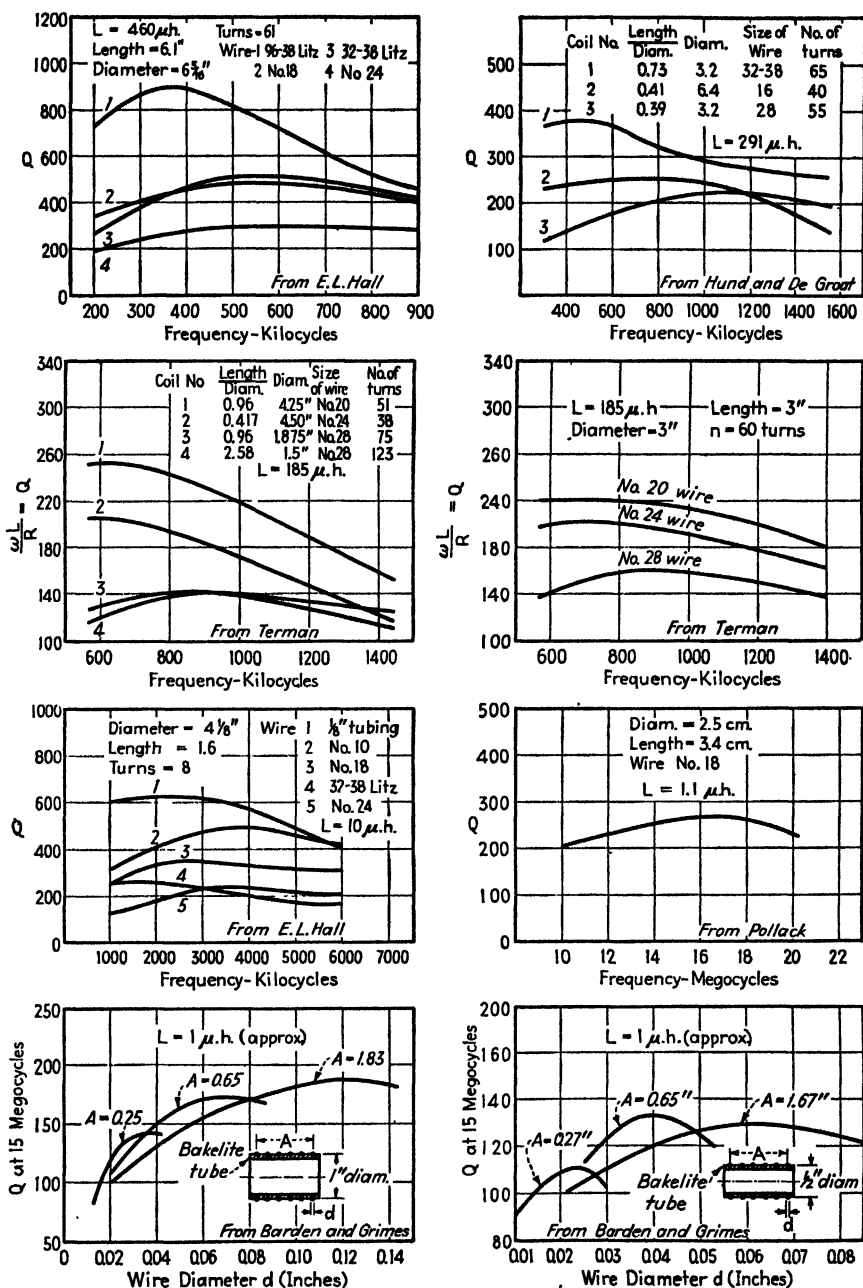 1200
1000
800
600
400
200
0
Q
L = 460 μh. Turns=61
Length=6.1" Wire-1 96-38 Litz 3 32-38 Litz
Diameter=6 5/16" 2 No.18 4 No 24
1
2
3
4
From E.L. Hall
200 300 400 500 600 700 800 900
Frequency-Kilocycles
500
400
300
200
100
Q
Coil No. Length/Diam. Diam. Size of Wire No. of turns
1 0.73 3.2 32-38 65
2 0.41 6.4 16 40
3 0.39 3.2 28 55
L = 291 μ.h.
1
2
3
From Hund and De Groot
400 600 800 1000 1200 1400 1600
Frequency-Kilocycles
340
300
260
250
180
140
100
ωL/R = Q
Coil No Length/Diam. Diam. Size of wire No. of turns
1 0.96 4.25" No.20 51
2 0.417 4.50" No.24 38
3 0.96 1.875" No.28 75
4 2.58 1.5" No.28 123
L = 185 μ.h.
1
2
3
4
From Terman
600 800 1000 1200 1400
Frequency-Kilocycles
340
300
240
240
180
140
100
ωL/R = Q
L = 185 μ.h Length = 3"
Diameter=3" n = 60 turns
No. 20 wire
No. 24 wire
No. 28 wire
From Terman
600 800 1000 1200 1400
Frequency-Kilocycles
1000
800
600
400
200
0
Q
Diameter = 4 1/8" Wire 1 1/8" tubing
Length = 1.6 2 No.10
Turns = 8 3 No.18
4 32-38 Litz
5 No.24
L = 10 μ.h.
1
2
3
4
5
From E.L. Hall
1000 2000 3000 4000 5000 6000 7000
Frequency-Kilocycles
500
400
300
200
100
0
Q
Diam. = 2.5 cm.
Length = 3.4 cm.
Wire No. 18
L = 1.1 μ.h.
From Pollack
10 12 14 16 18 20 22
Frequency-Megocycles
250
200
150
100
50
Q at 15 Megocycles
L = 1 μ.h. (approx)
A=1.83
A=0.65
A=0.25
A
Bakelite tube
1" diam.
d
From Barden and Grimes
0 0.02 0.04 0.06 0.08 0.10 0.12 0.14
Wire Diameter d (Inches)
200
160
140
120
100
80
Q at 15 Megocycles
L = 1 μ.h. (approx)
A=0.65"
A=1.67"
A=0.27"
A
Bakelite tube
1/2" diam
d
From Barden and Grimes
0.01 0.02 0.03 0.04 0.05 0.06 0.07 0.08
Wire Diameter d (Inches)